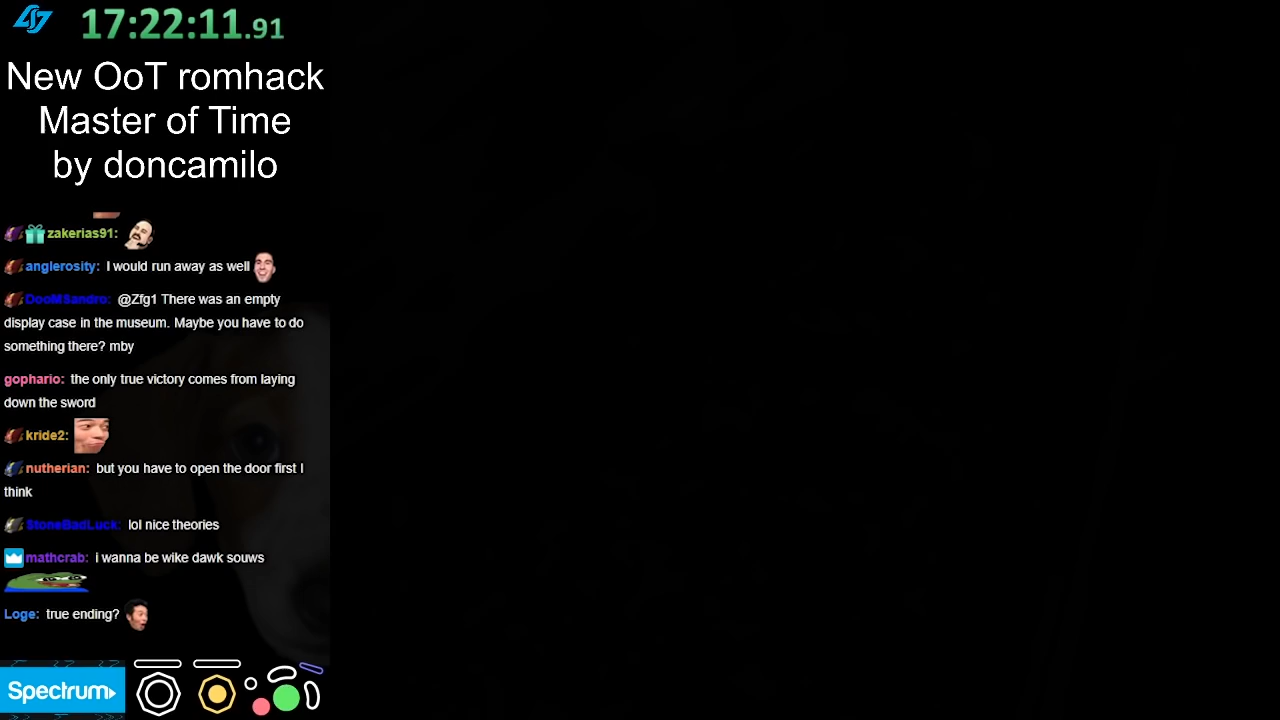 17:22:11.91
New OoT romhack
Master of Time
by doncamilo
zakerias91:
anglerosity: I would run away as well
OooMSandro: @Zfg1 There was an empty
display case in the museum. Maybe you have to do
something there? mby
gophario: the only true victory comes from laying
down the sword
kride2:
nutherian: but you have to open the door first I
think
StoneBadLuck: lol nice theories
mathcrab: i wanna be wike dawk souws
Loge: true ending?
Spectrum